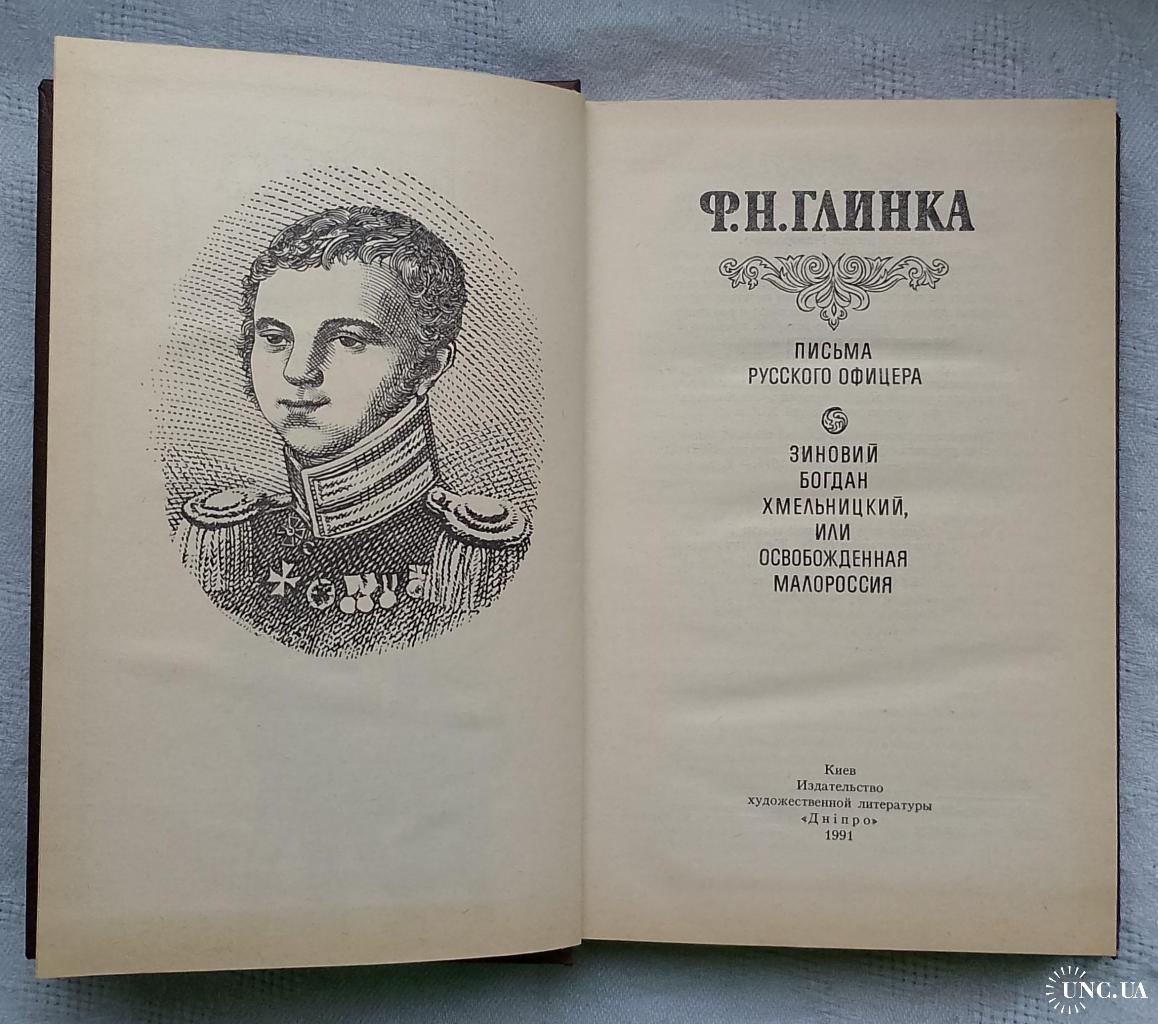 Ф.Н.ГЛИНКА
ПИСЬМА
РУССКОГО ОФИЦЕРА
ЗИНОВИЙ
БОГДАН
ХМЕЛЬНИЦКИЙ,
ИЛИ
ОСВОБОЖДЕННАЯ
МАЛОРОССИЯ
Киев
Издательство
художественной литературы
«Дніпро»
1991
UNC.UA